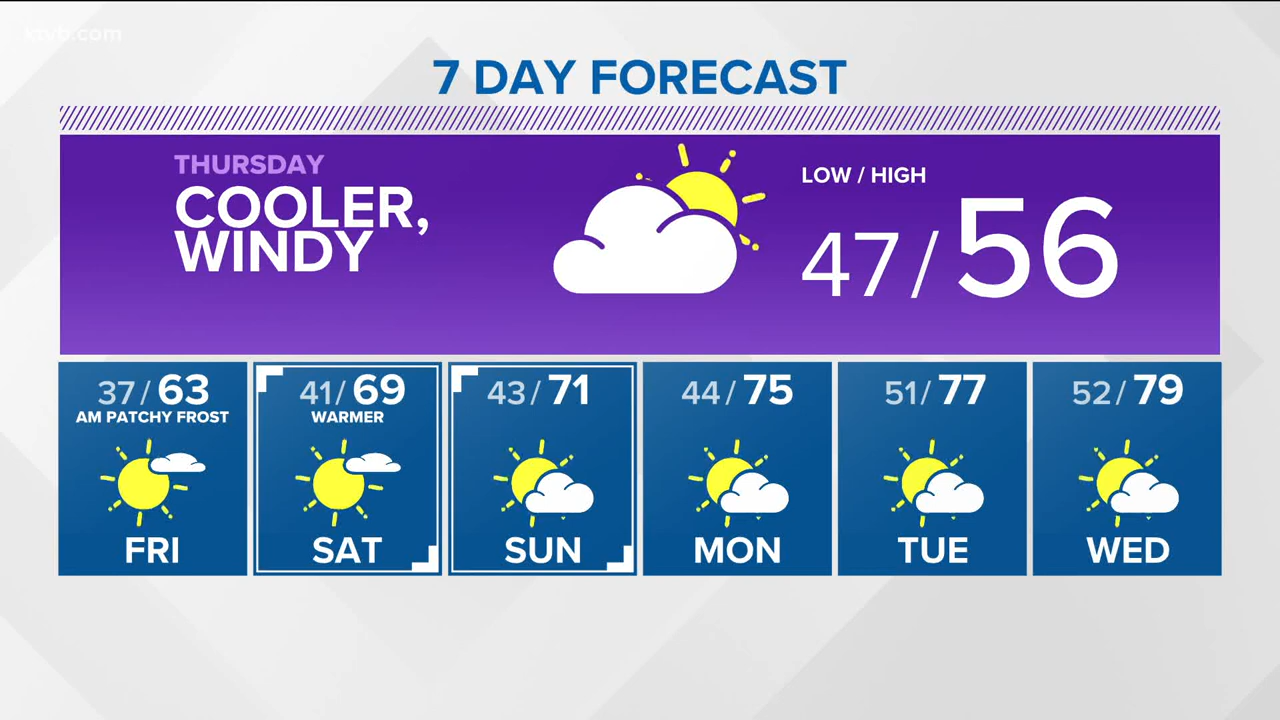 ktvb.com
7 DAY FORECAST
THURSDAY
COOLER,
WINDY
LOW / HIGH
47/56
37/63
AM PATCHY FROST
FRI
41/69
WARMER
SAT
43/71
SUN
44/75
MON
51/77
TUE
52/79
WED